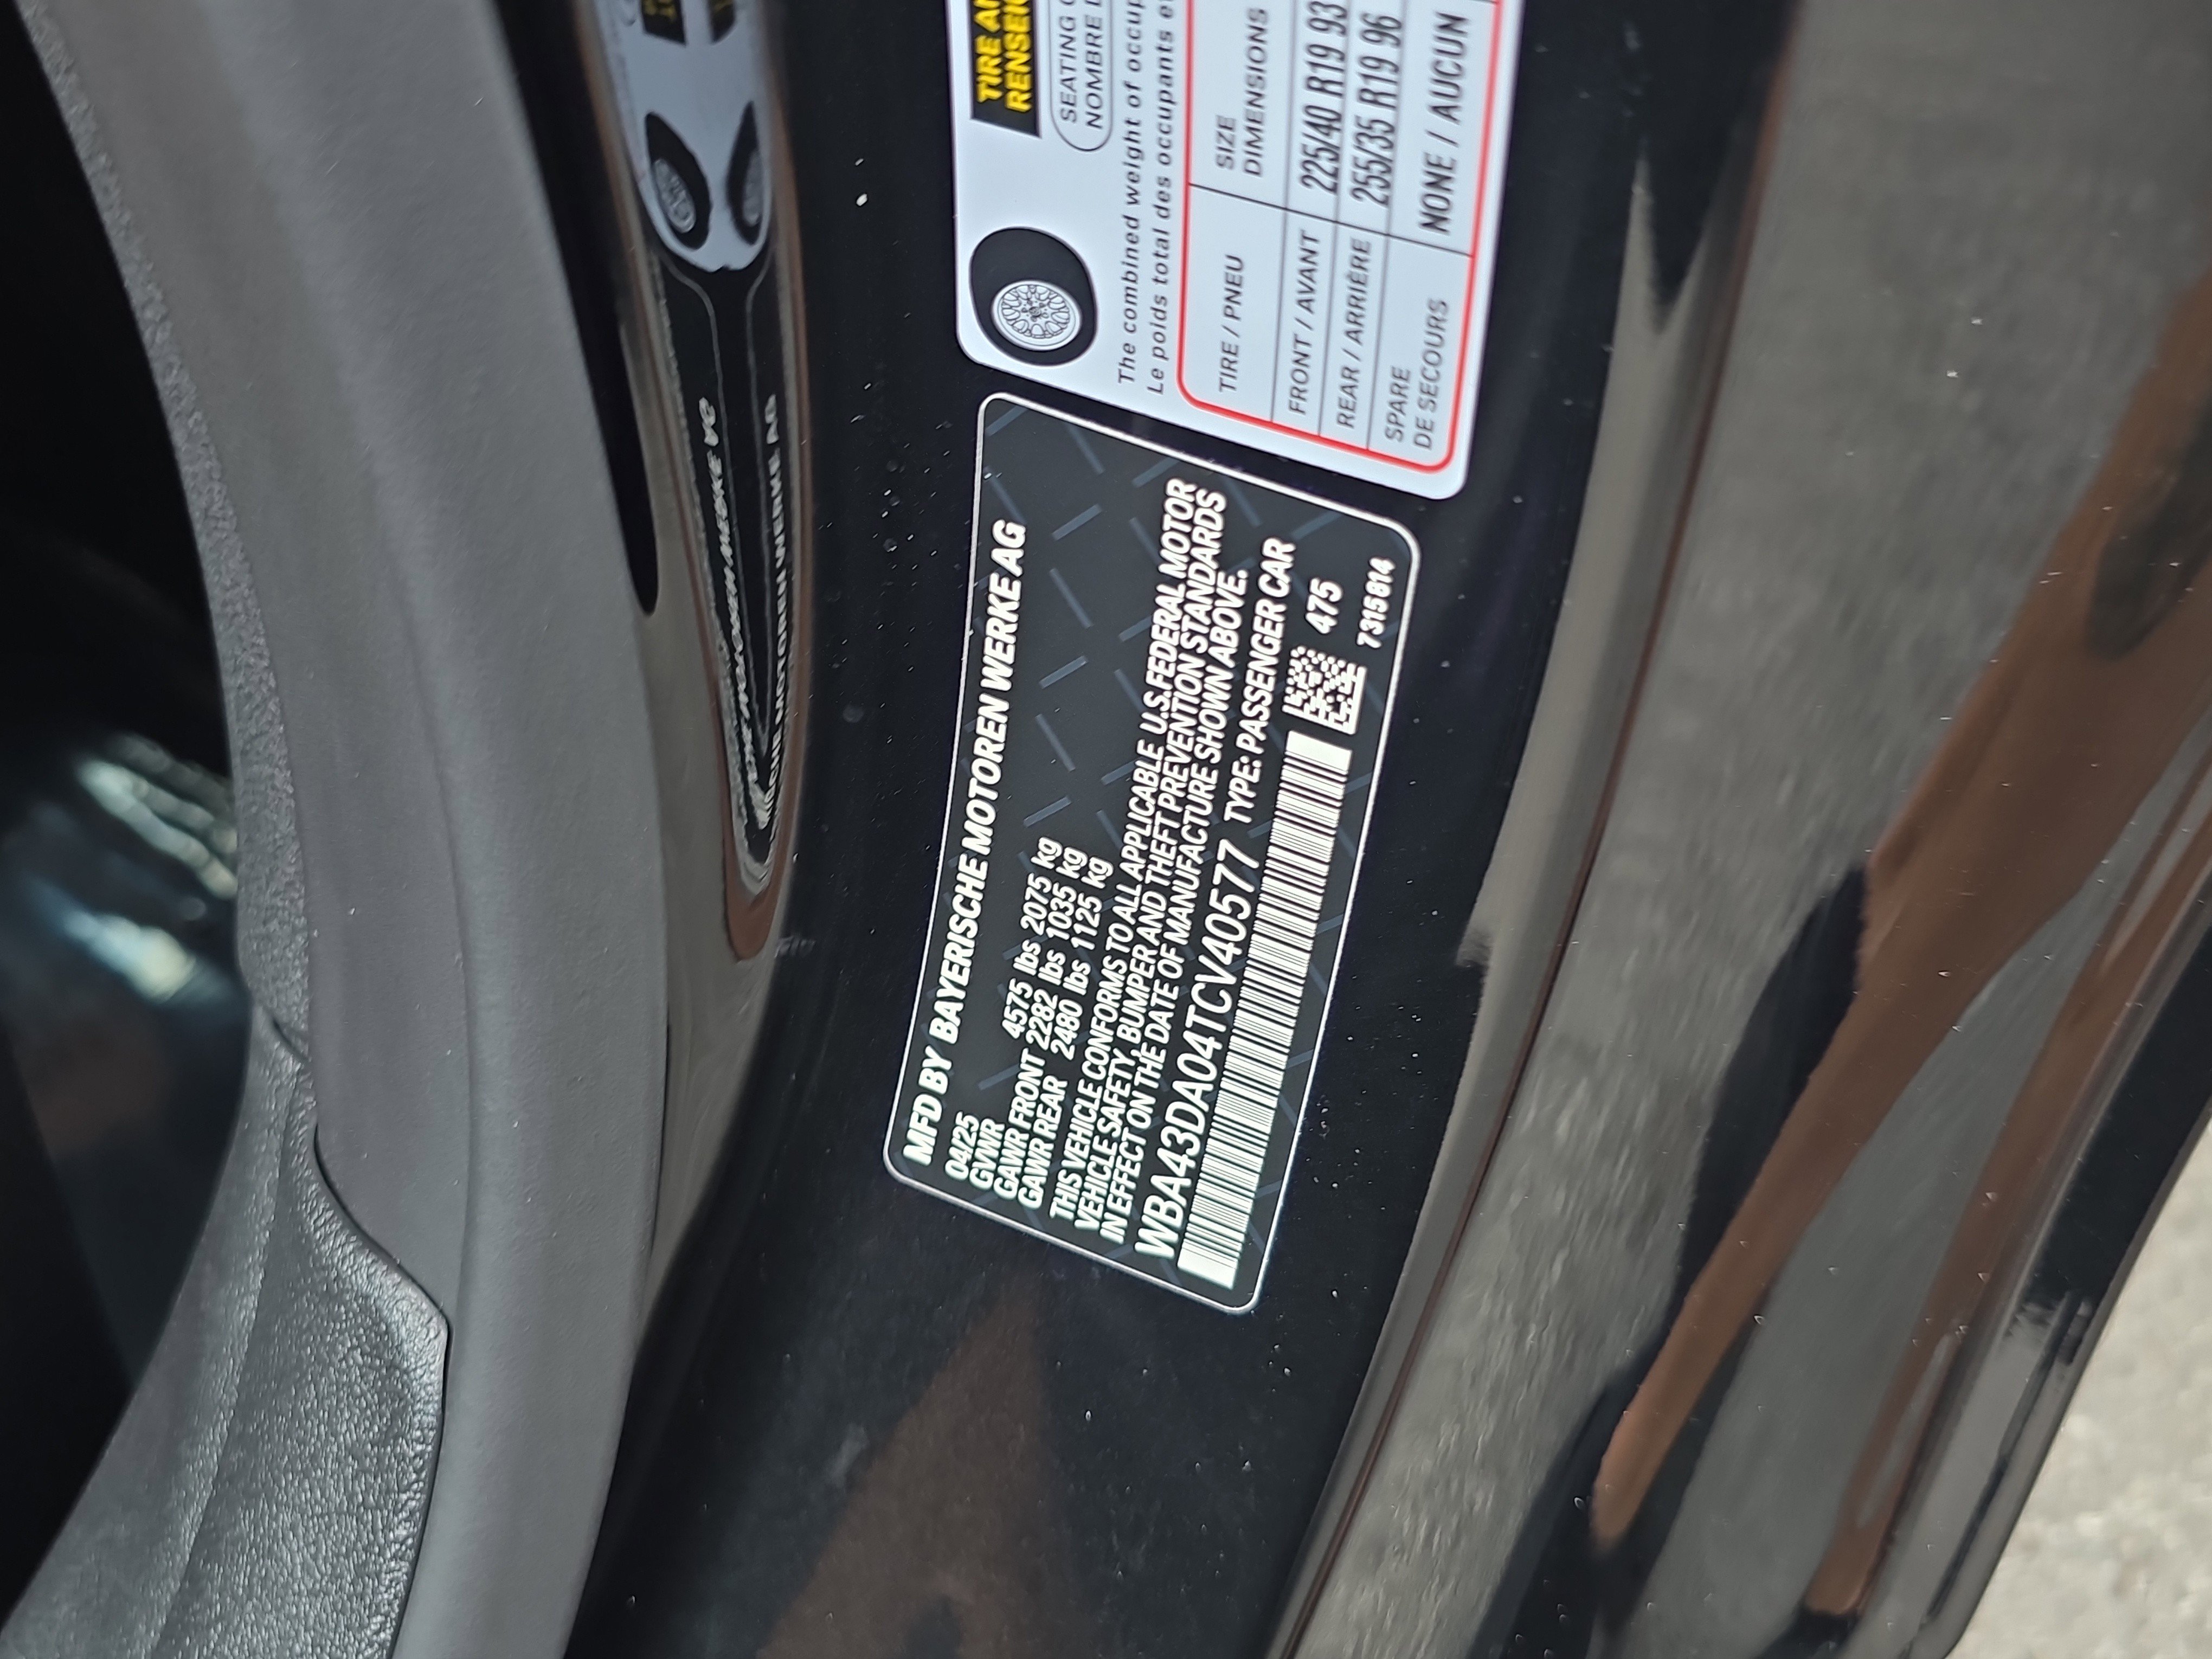 MFD BY BAYERISCHE MOTOREN WERKE AG
04/25
GVWR 4575 lbs 2075 kg
GAWR FRONT 2282 lbs 1035 kg
GAWR REAR 2480 lbs 1125 kg
THIS VEHICLE CONFORMS TO ALL APPLICABLE U.S.FEDERAL MOTOR
VEHICLE SAFETY, BUMPER AND THEFT PREVENTION STANDARDS
IN EFFECT ON THE DATE OF MANUFACTURE SHOWN ABOVE.
WBA43DA04TCV40577 TYPE: PASSENGER CAR
475
7315614
TIRE
SEATING
NOMBRE
The combined weight of
Le poids total des occupants
TIRE / PNEU SIZE
DIMENSIONS
FRONT / AVANT 225/40 R19 93
REAR / ARRIÈRE 255/35 R19 96
SPARE
DE SECOURS NONE / AUCUN